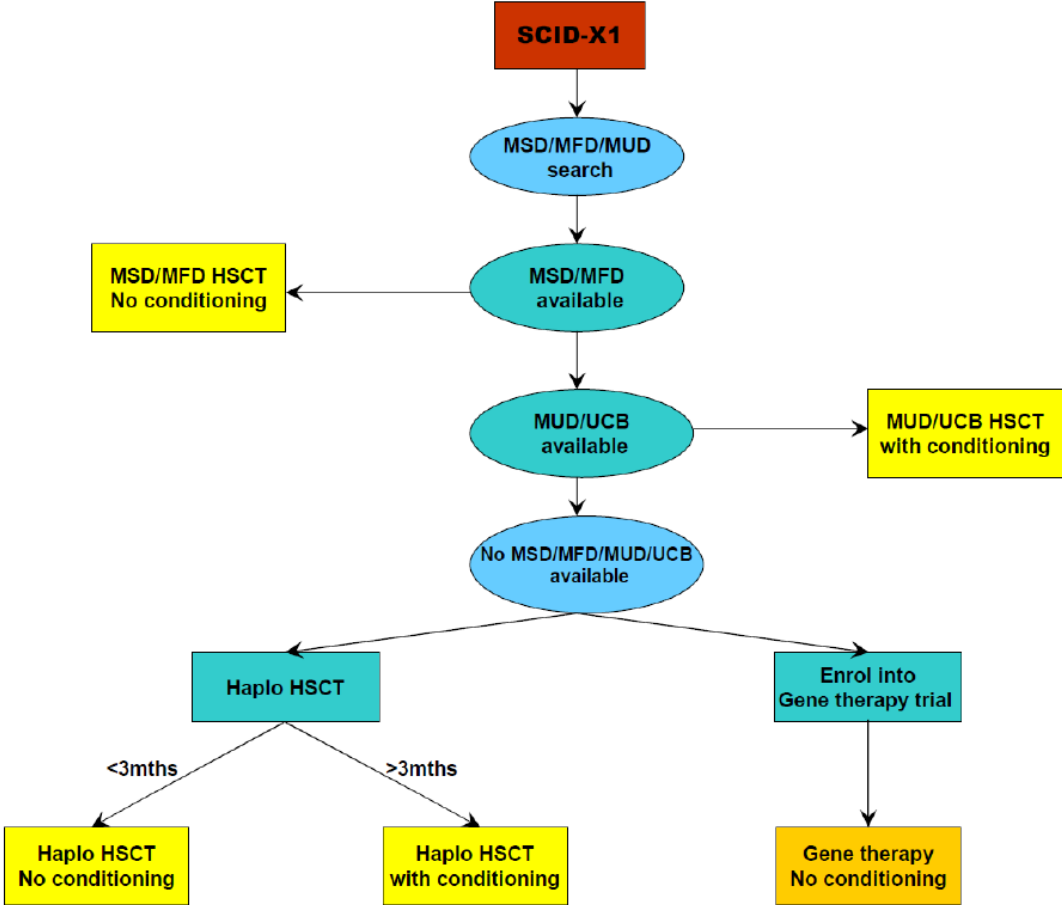 SCID-X1
MSD/MFD/MUD
search
MSD/MFD HSCT
No conditioning
MSD/MFD
available
MUD/UCB
available
MUD/UCB HSCT
with conditioning
No MSD/MFD/MUD/UCB
available
Haplo HSCT
Enrol into
Gene therapy trial
<3mths
>3mths
Haplo HSCT
No conditioning
Haplo HSCT
with conditioning
Gene therapy
No conditioning